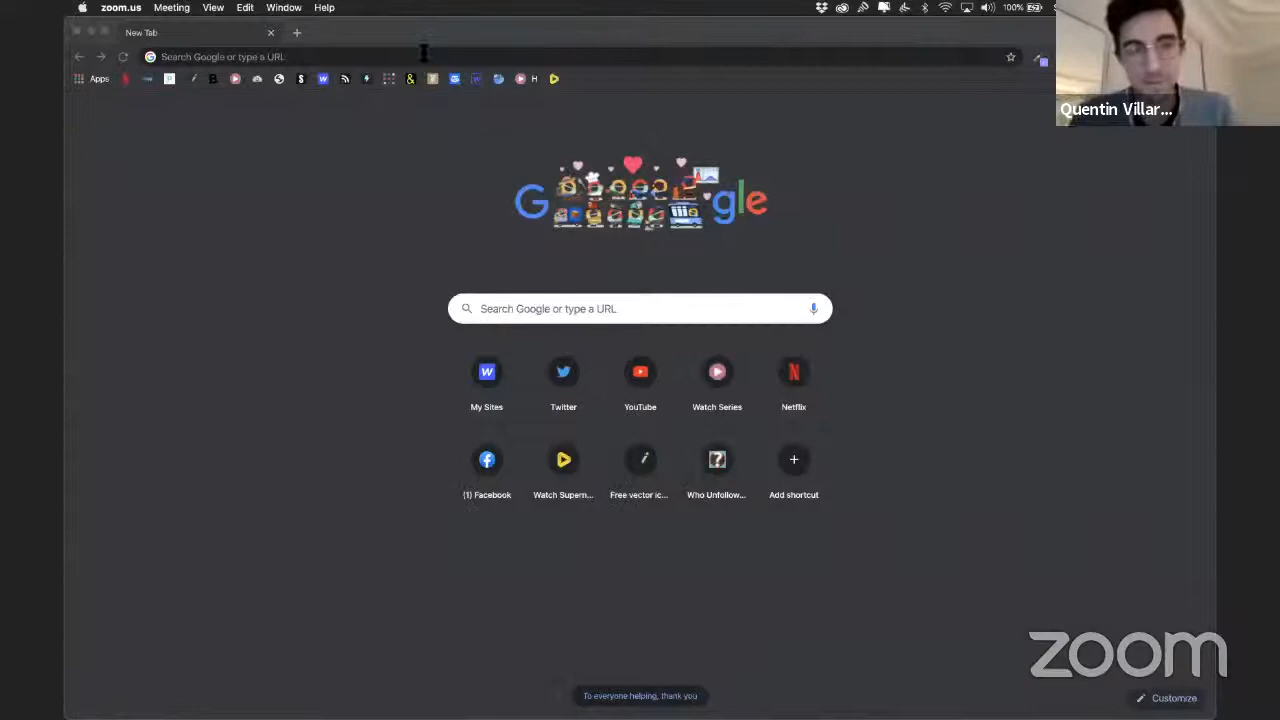 zoom.us Meeting View Edit Window Help
100%
New Tab
Search Google or type a URL
Quentin Villar...
Apps
H
G gle
Search Google or type a URL
My Sites Twitter YouTube Watch Series Netflix
(1) Facebook Watch Supern... Free vector ic... Who Unfollow... Add shortcut
zoom
To everyone helping, thank you
Customize